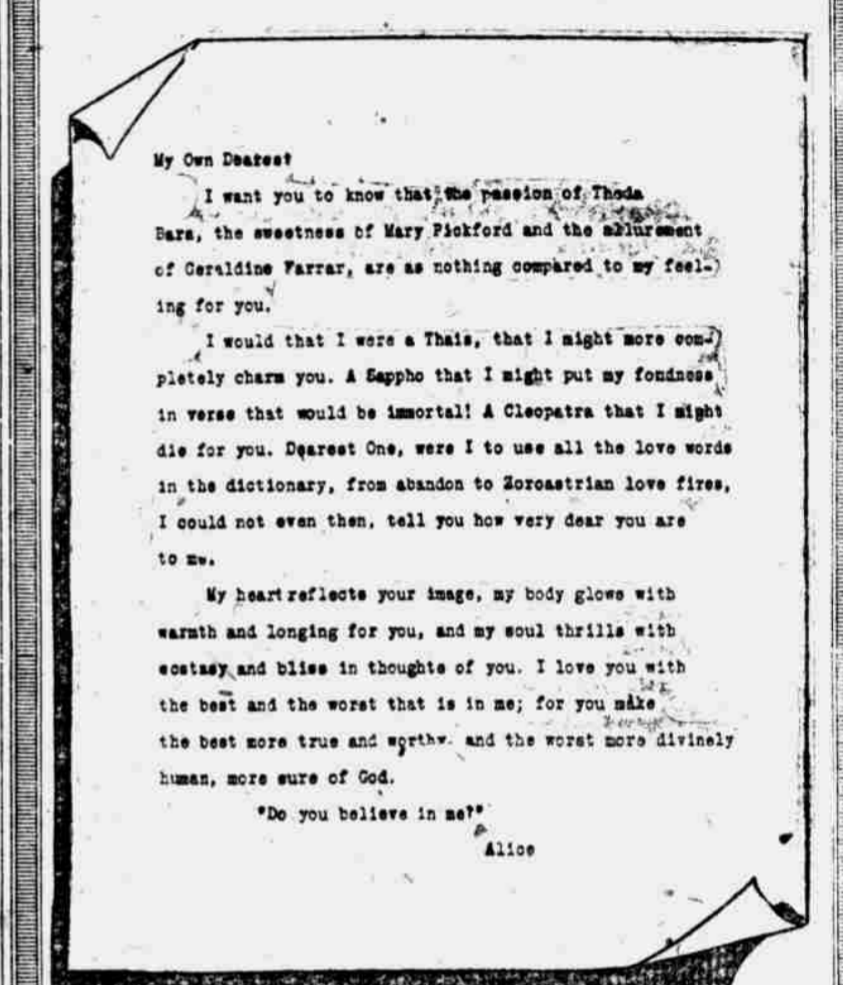 My Own Dearest
I want you to know that the passion of Theda
Bara, the sweetness of Mary Pickford and the allurement
of Geraldine Farrar, are as nothing compared to my feel-
ing for you.
I would that I were a Thais, that I might more com-
pletely charm you. A Sappho that I might put my fondness
in verse that would be immortal! A Cleopatra that I might
die for you. Dearest One, were I to use all the love words
in the dictionary, from abandon to Zoroastrian love fires,
I could not even then, tell you how very dear you are
to me.
My heart reflects your image, my body glows with
warmth and longing for you, and my soul thrills with
ecstasy and bliss in thoughts of you. I love you with
the best and the worst that is in me; for you make
the best more true and worthy. and the worst more divinely
human, more sure of God.
"Do you believe in me?"
Alice